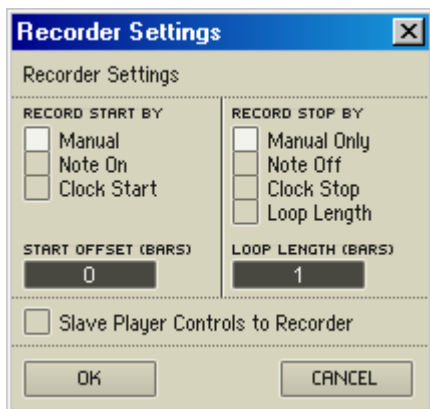 Recorder Settings
Recorder Settings
RECORD START BY
Manual
Note On
Clock Start
START OFFSET (BARS)
0
RECORD STOP BY
Manual Only
Note Off
Clock Stop
Loop Length
LOOP LENGTH (BARS)
1
Slave Player Controls to Recorder
OK
CANCEL